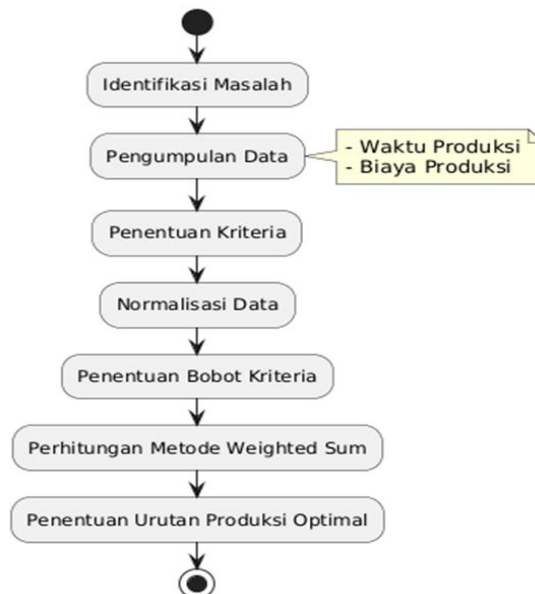 Identifikasi Masalah
Pengumpulan Data
- Waktu Produksi
- Biaya Produksi
Penentuan Kriteria
Normalisasi Data
Penentuan Bobot Kriteria
Perhitungan Metode Weighted Sum
Penentuan Urutan Produksi Optimal